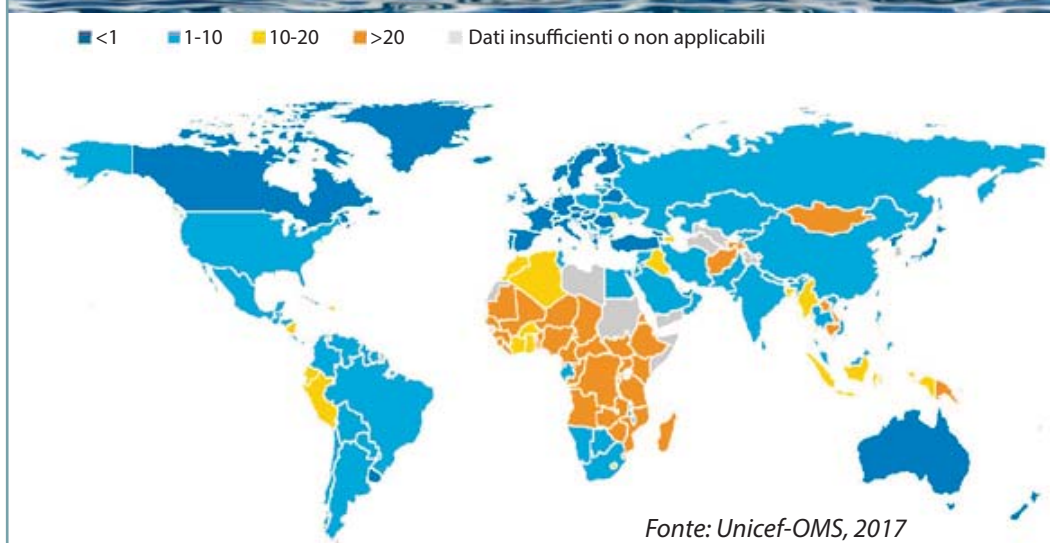 <1 1-10 10-20 >20 Dati insufficienti o non applicabili
Fonte: Unicef-OMS, 2017